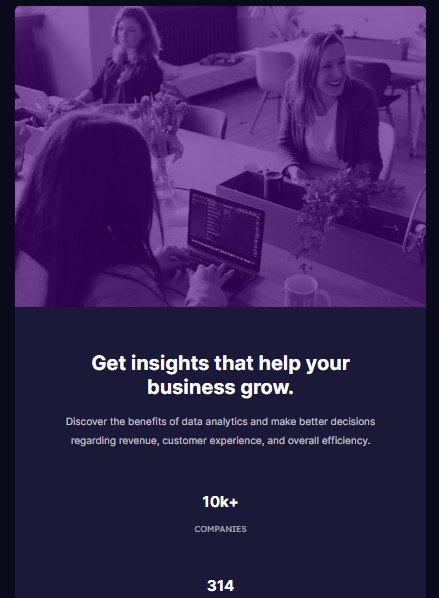 Get insights that help your
business grow.
Discover the benefits of data analytics and make better decisions
regarding revenue, customer experience, and overall efficiency.
10k+
COMPANIES
314